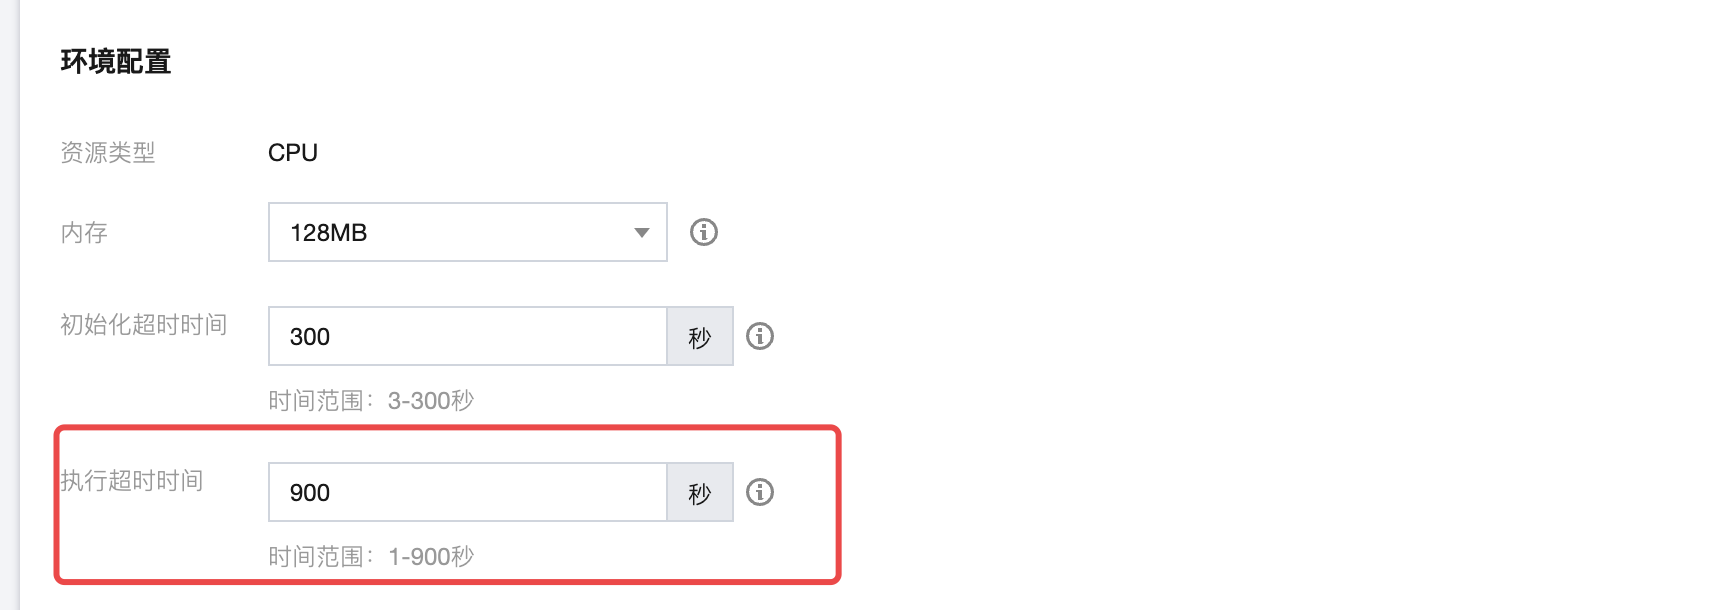 环境配置
资源类型 CPU
内存 128MB
初始化超时时间 300 秒
时间范围：3-300秒
执行超时时间 900 秒
时间范围：1-900秒